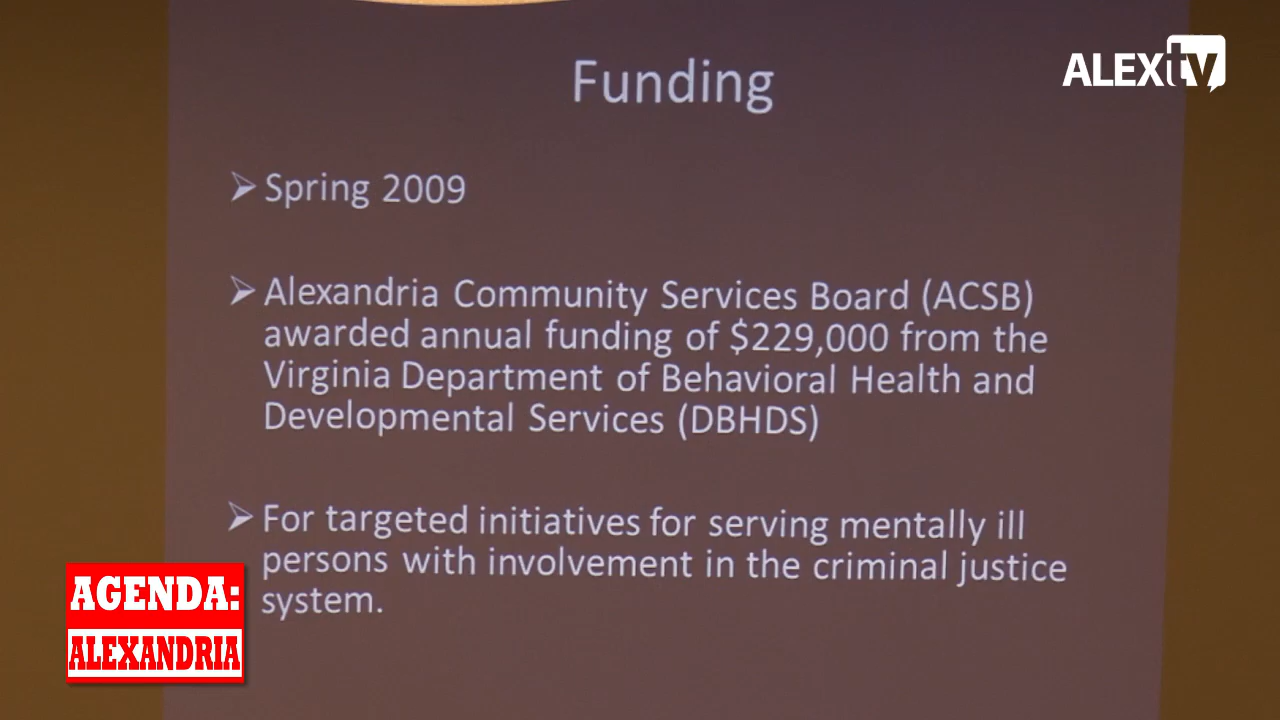 ALEXtv
Funding
➢ Spring 2009
➢ Alexandria Community Services Board (ACSB)
awarded annual funding of $229,000 from the
Virginia Department of Behavioral Health and
Developmental Services (DBHDS)
➢ For targeted initiatives for serving mentally ill
persons with involvement in the criminal justice
system.
AGENDA:
ALEXANDRIA